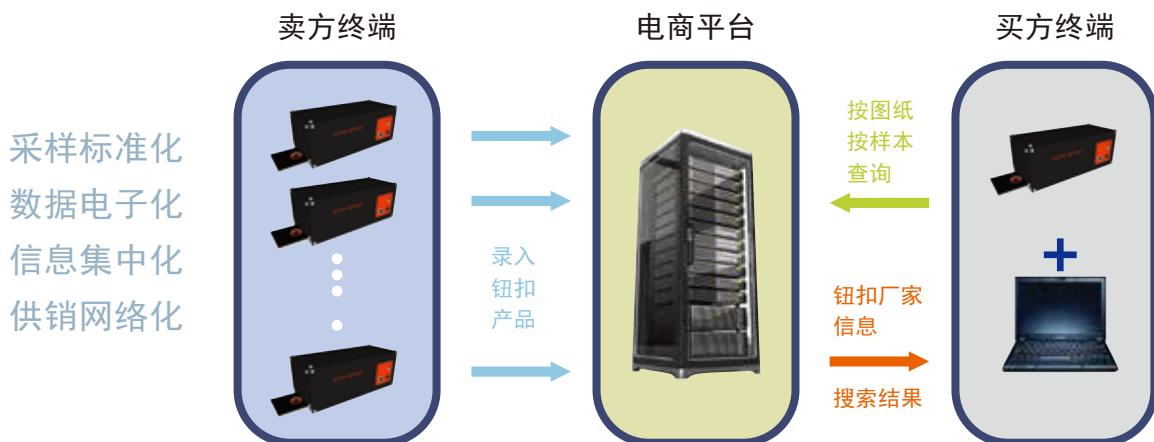 卖方终端
电商平台
买方终端
采样标准化
数据电子化
信息集中化
供销网络化
录入
钮扣
产品
按图纸
按样本
查询
钮扣厂家
信息
搜索结果